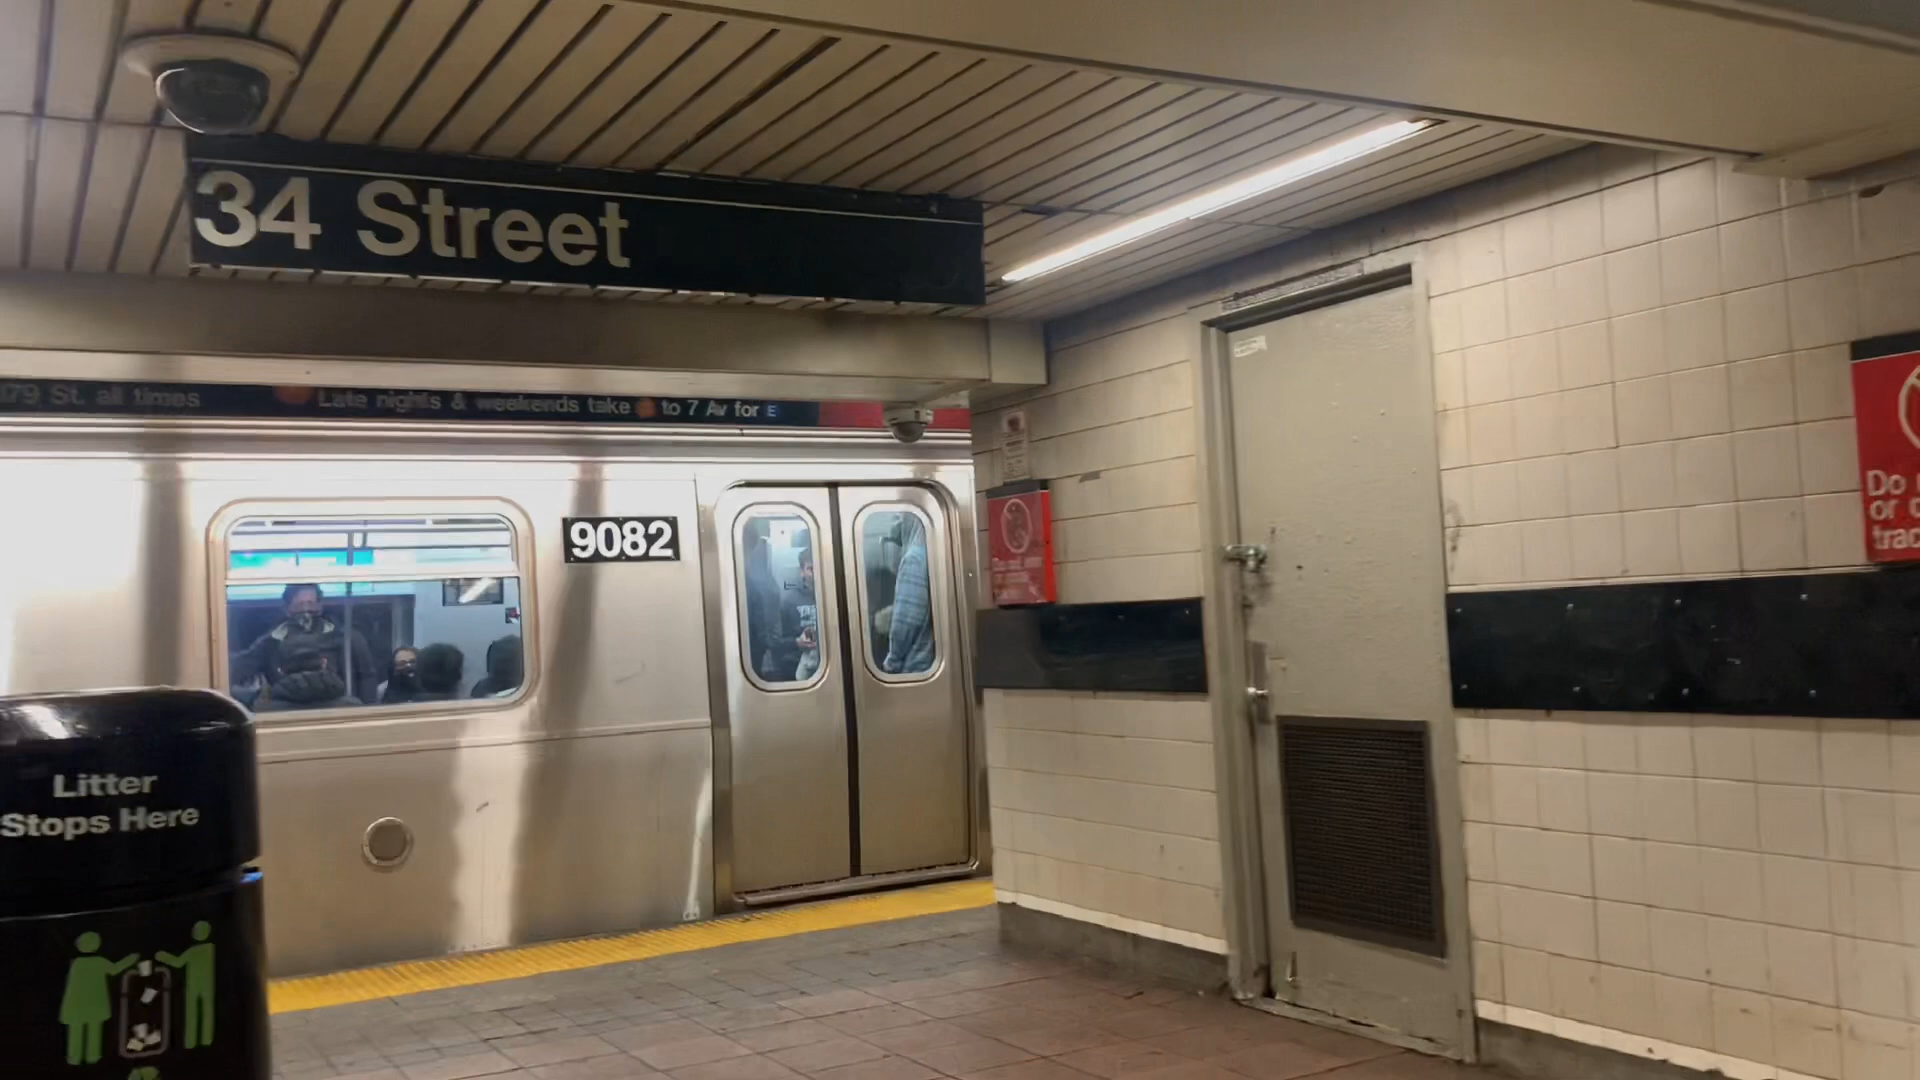 34 Street
179 St. all times
Late nights & weekends take to 7 Av for E
9082
Litter
Stops Here
Do
or
trac